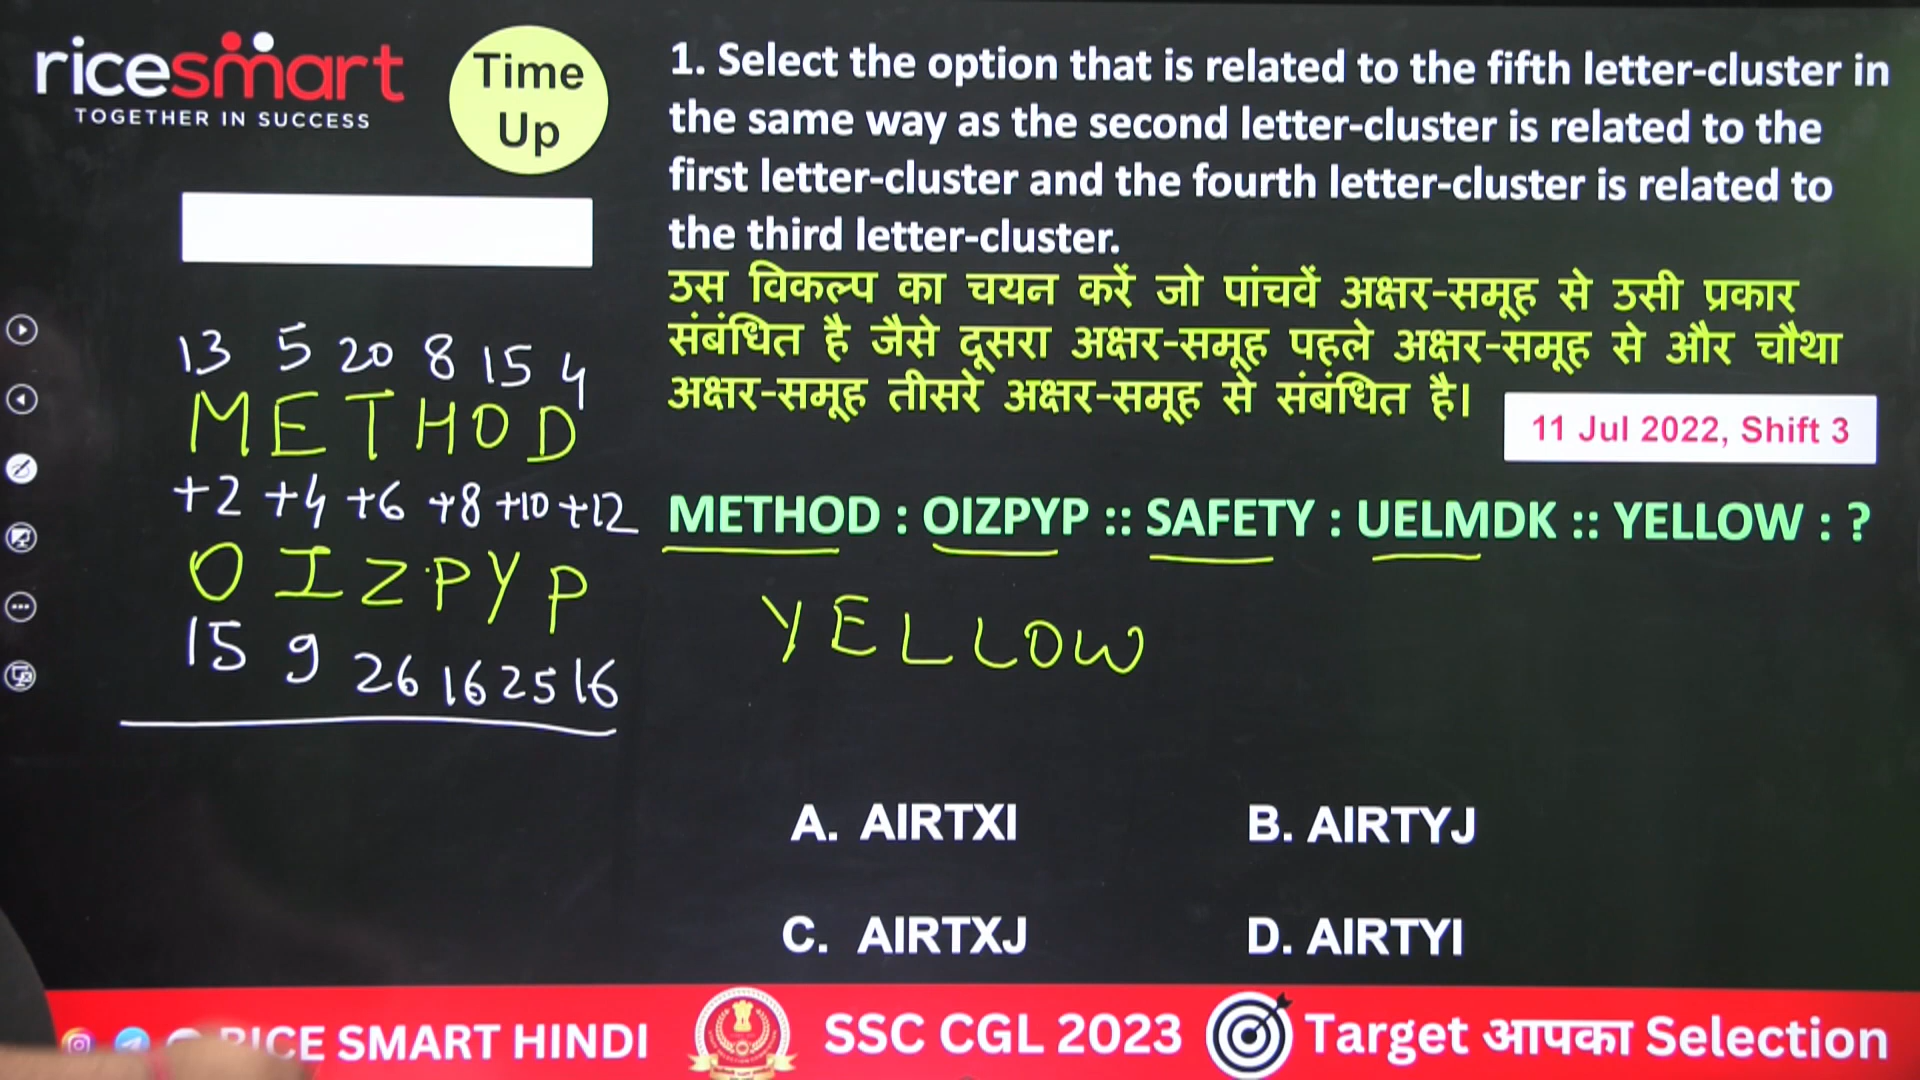 ricesmart
TOGETHER IN SUCCESS
Time
Up
1. Select the option that is related to the fifth letter-cluster in
the same way as the second letter-cluster is related to the
first letter-cluster and the fourth letter-cluster is related to
the third letter-cluster.
उस विकल्प का चयन करें जो पांचवें अक्षर-समूह से उसी प्रकार
संबंधित है जैसे दूसरा अक्षर-समूह पहले अक्षर-समूह से और चौथा
अक्षर-समूह तीसरे अक्षर-समूह से संबंधित है।
11 Jul 2022, Shift 3
13 5 20 8 15 4
METHOD
+2 +4 +6 +8 +10 +12
OIZPYP
15 9 26 16 25 16
METHOD : OIZPYP :: SAFETY : UELMDK :: YELLOW : ?
YELLOW
A. AIRTXI
B. AIRTYJ
C. AIRTXJ
D. AIRTYI
RICE SMART HINDI
SSC CGL 2023
Target आपका Selection